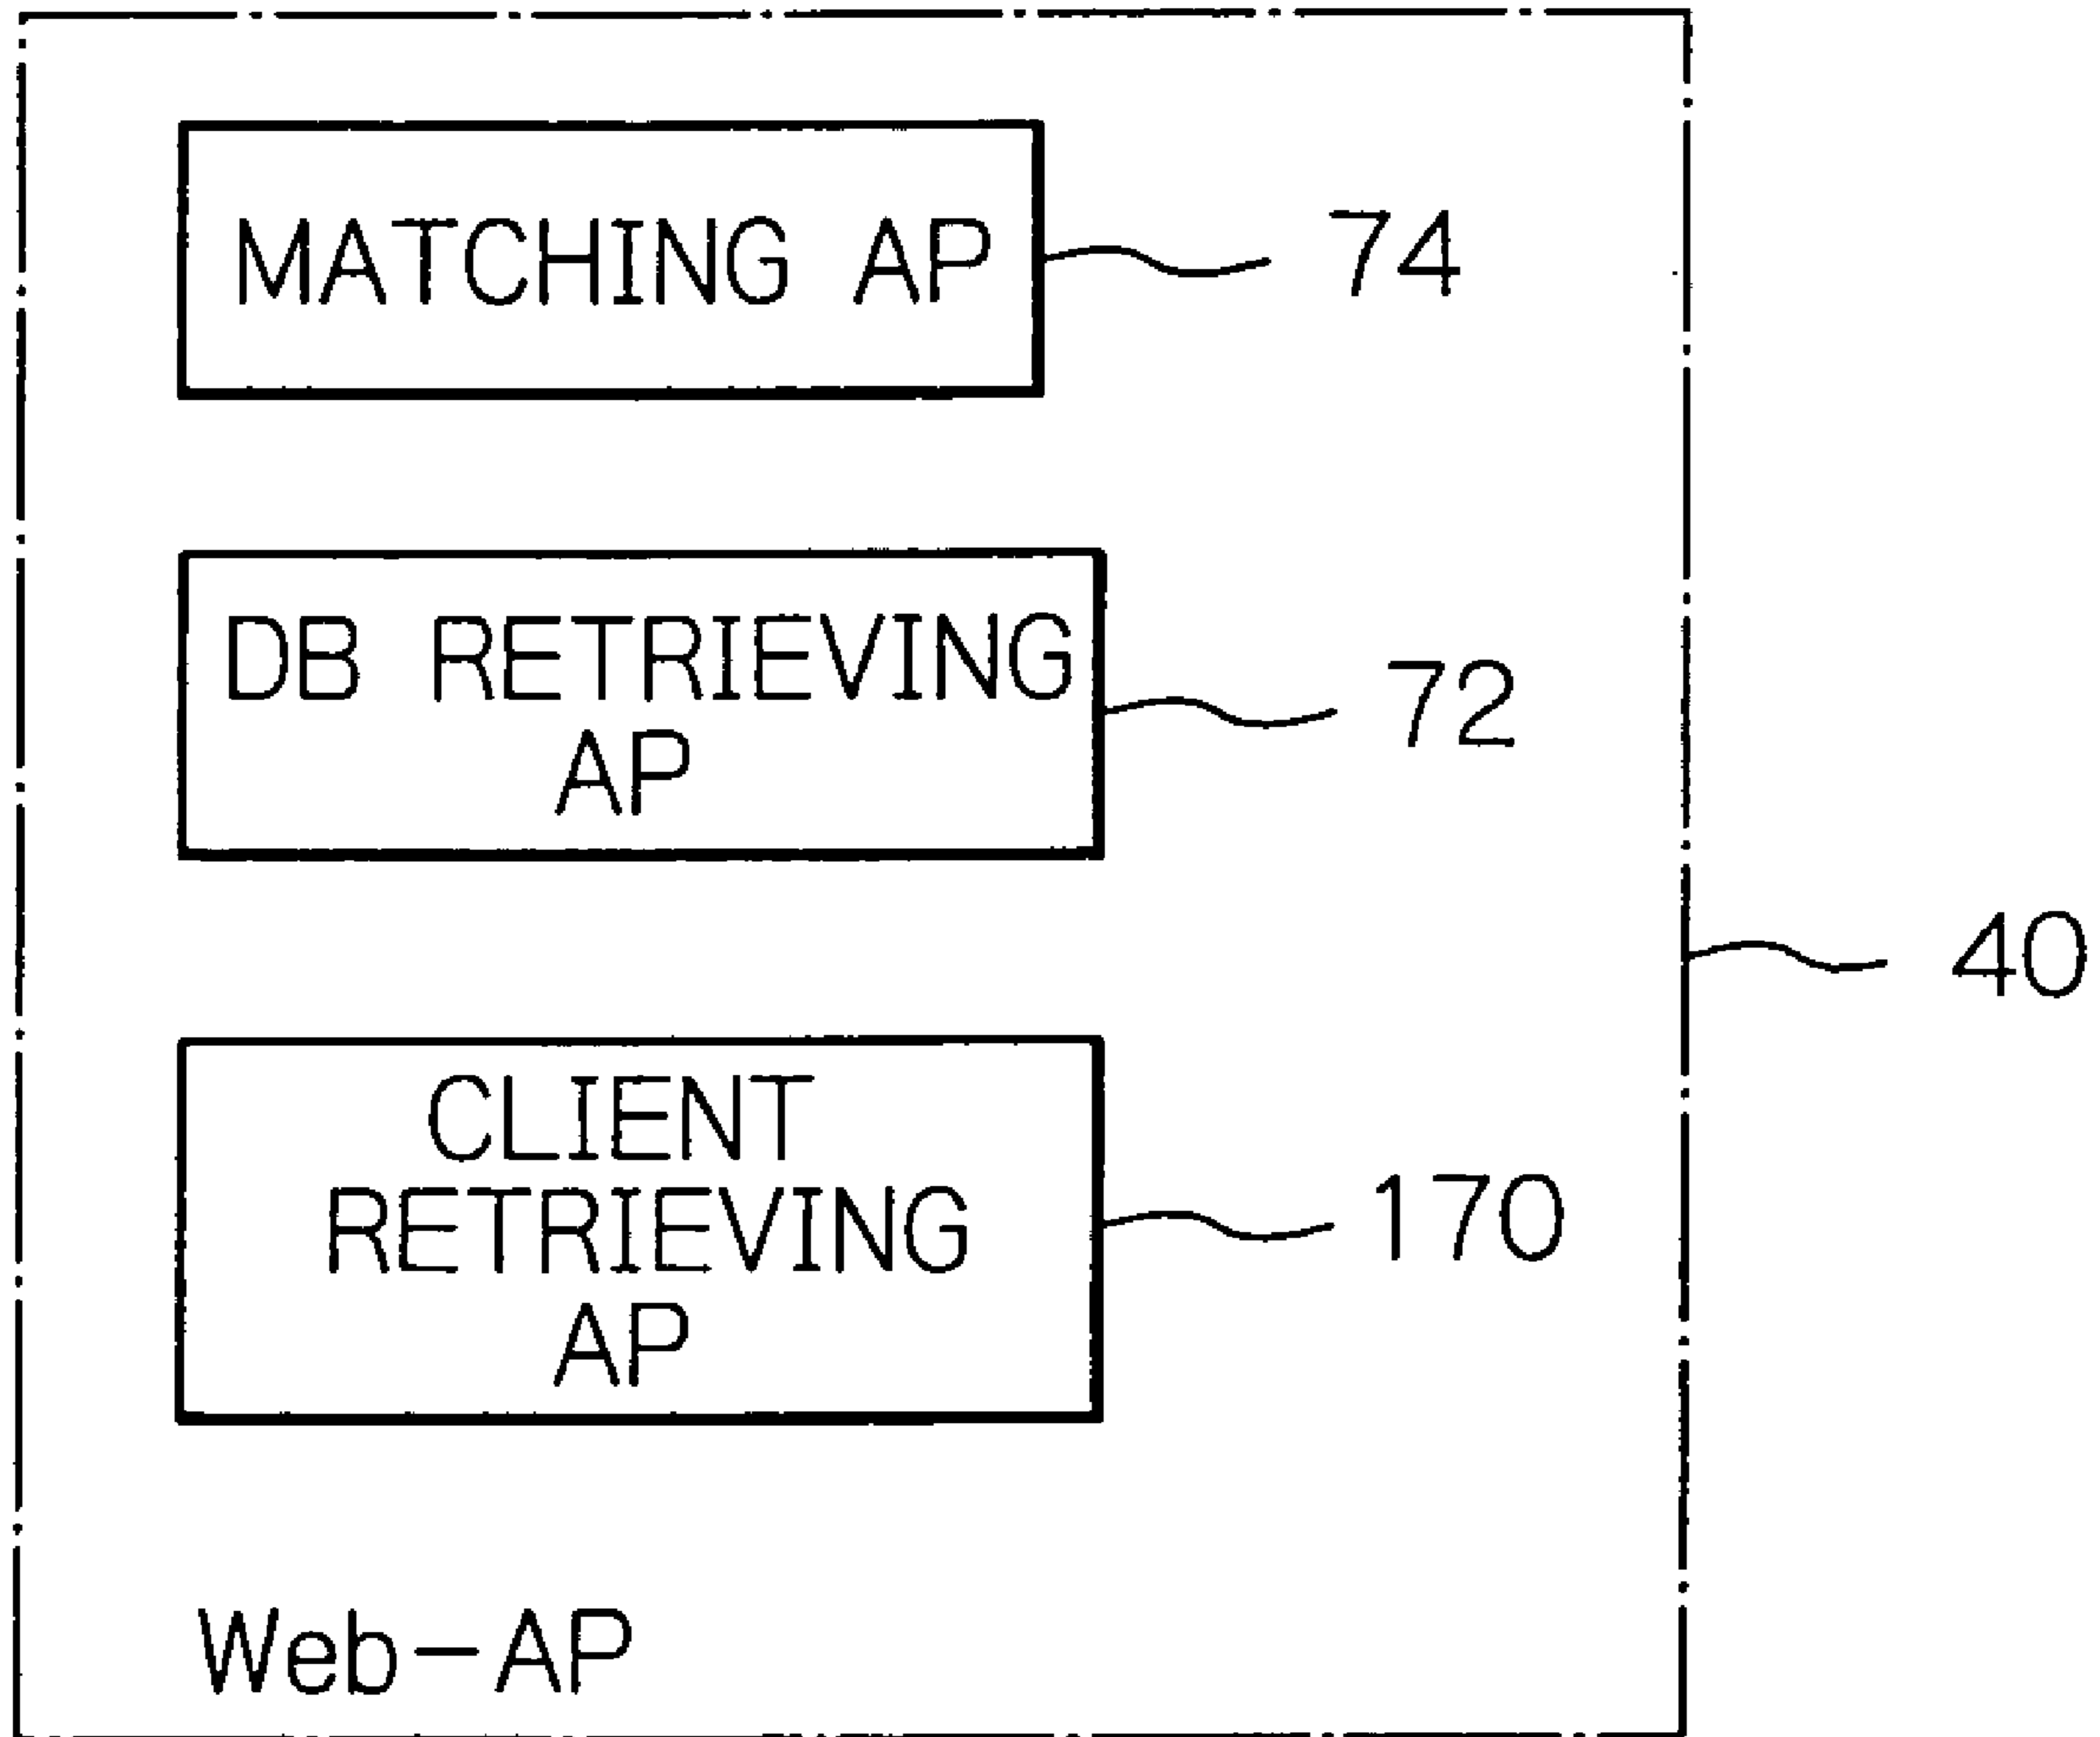 MATCHING AP
74
DB RETRIEVING
AP
72
40
CLIENT
RETRIEVING
AP
170
Web-AP